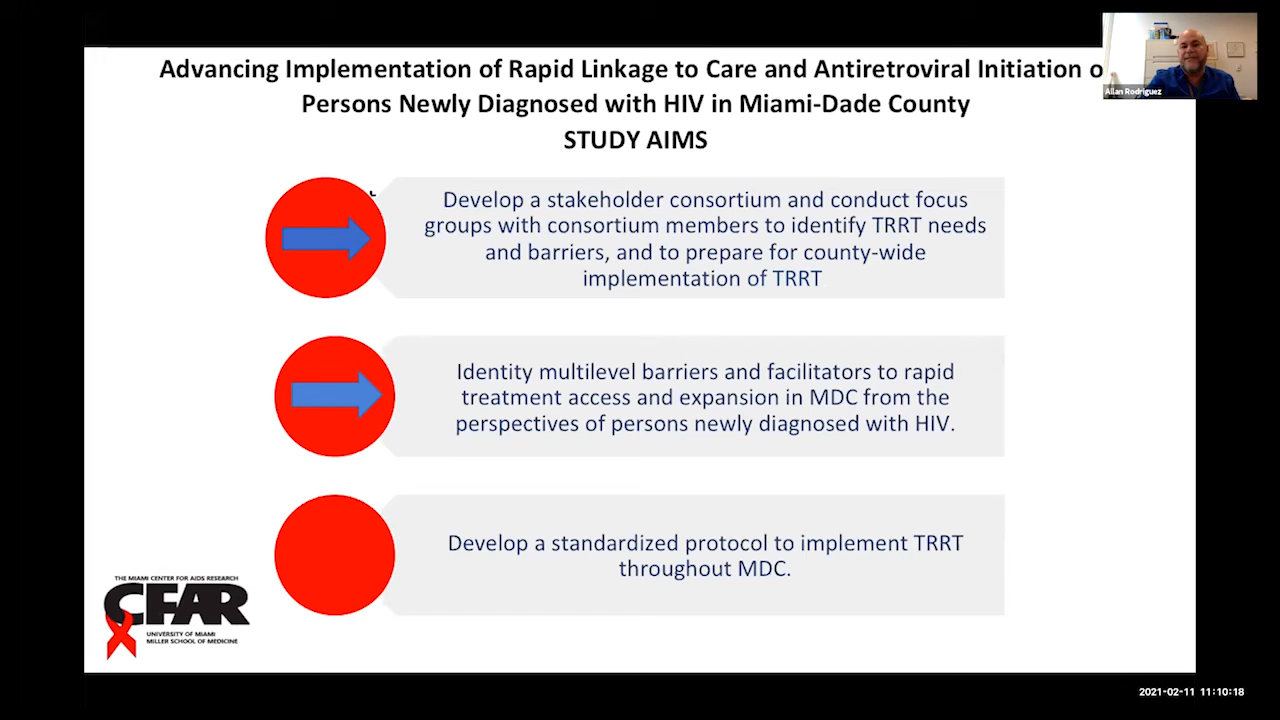 Advancing Implementation of Rapid Linkage to Care and Antiretroviral Initiation o
Persons Newly Diagnosed with HIV in Miami-Dade County
STUDY AIMS
Allan Rodriguez
Develop a stakeholder consortium and conduct focus
groups with consortium members to identify TRRT needs
and barriers, and to prepare for county-wide
implementation of TRRT
Identity multilevel barriers and facilitators to rapid
treatment access and expansion in MDC from the
perspectives of persons newly diagnosed with HIV.
Develop a standardized protocol to implement TRRT
throughout MDC.
THE MIAMI CENTER FOR AIDS RESEARCH
CFAR
UNIVERSITY OF MIAMI
MILLER SCHOOL OF MEDICINE
2021-02-11 11:10:18